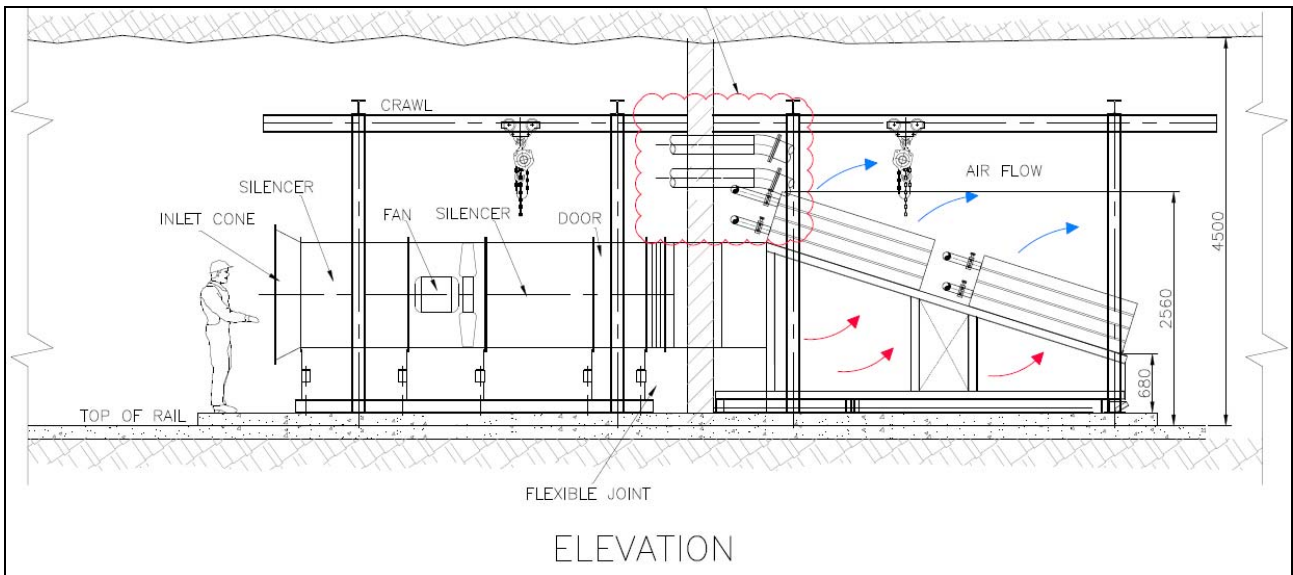 CRAWL
AIR FLOW
SILENCER
INLET CONE
FAN
SILENCER
DOOR
4500
2560
680
TOP OF RAIL
FLEXIBLE JOINT
ELEVATION